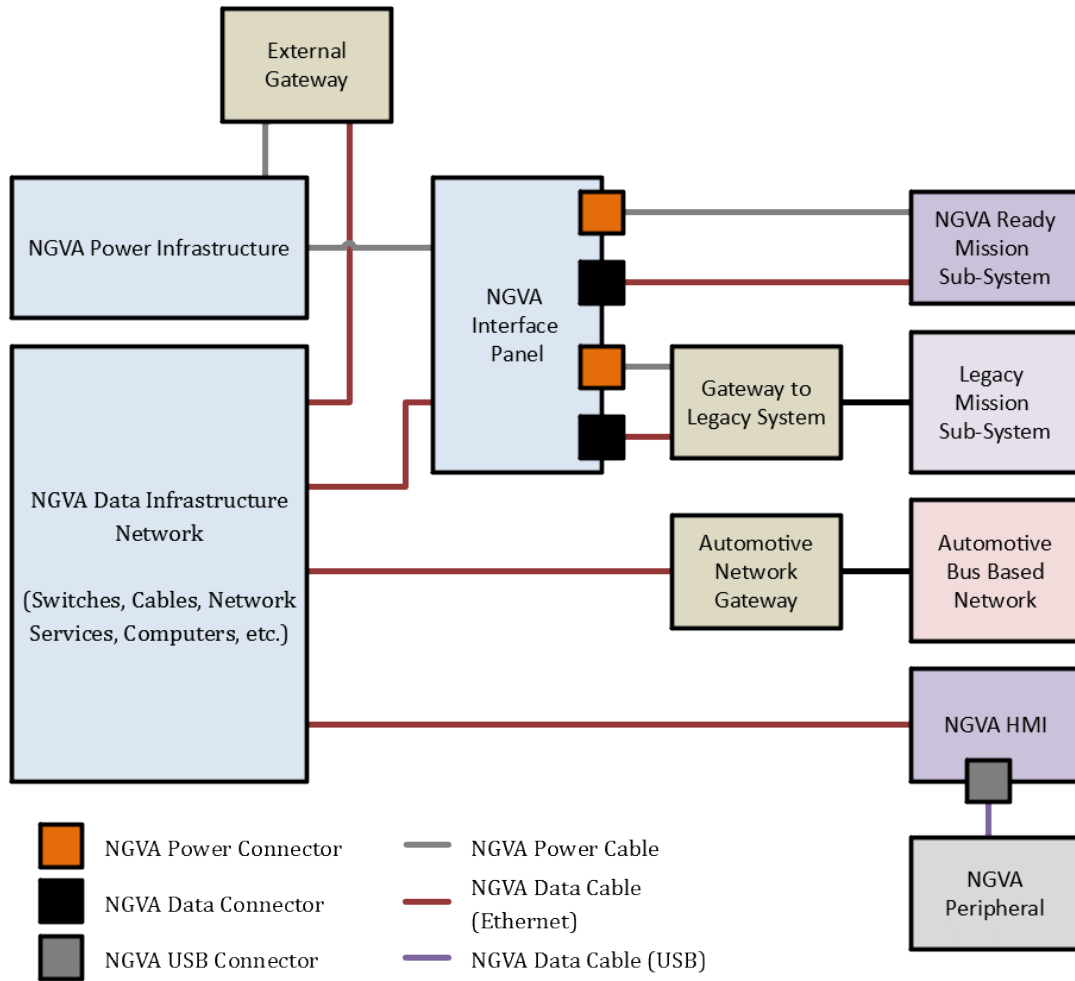 External
Gateway
NGVA Power Infrastructure
NGVA
Interface
Panel
NGVA Ready
Mission
Sub-System
Gateway to
Legacy System
Legacy
Mission
Sub-System
NGVA Data Infrastructure
Network
(Switches, Cables, Network
Services, Computers, etc.)
Automotive
Network
Gateway
Automotive
Bus Based
Network
NGVA HMI
NGVA
Peripheral
NGVA Power Connector
NGVA Data Connector
NGVA USB Connector
NGVA Power Cable
NGVA Data Cable
(Ethernet)
NGVA Data Cable (USB)